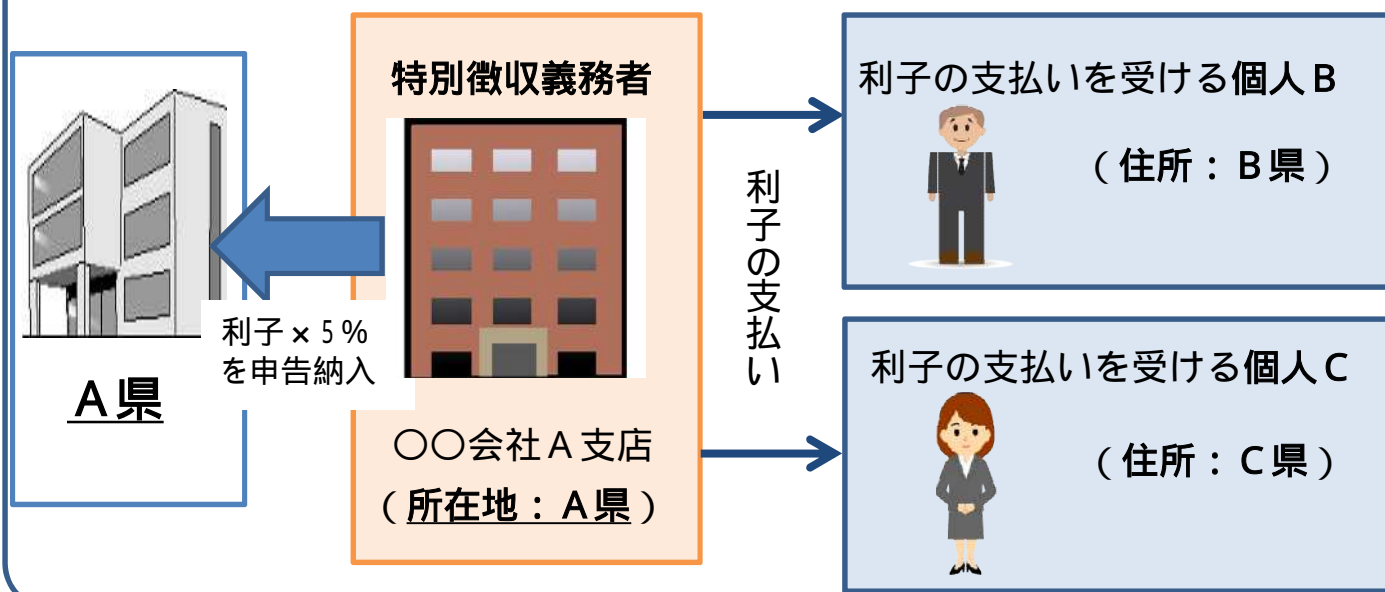 特別徴収義務者
利子×5%
を申告納入
A県
〇〇会社A支店
(所在地:A県)
利子の支払い
利子の支払いを受ける個人B
(住所:B県)
利子の支払いを受ける個人C
(住所:C県)